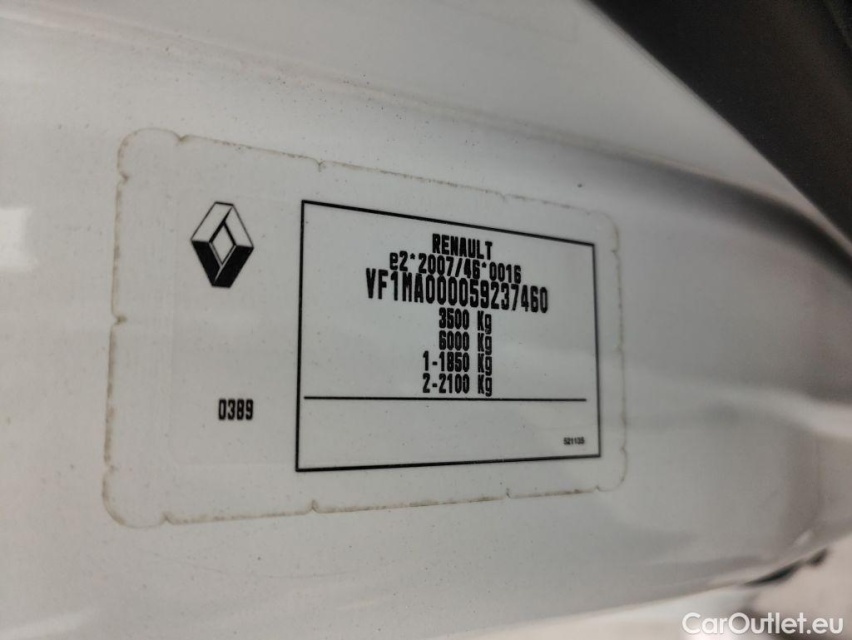 RENAULT
e2*2007/46*0016
VF1MA000059237460
3500 Kg
6000 Kg
1-1850 Kg
2-2100 Kg
0389
CarOutlet.eu